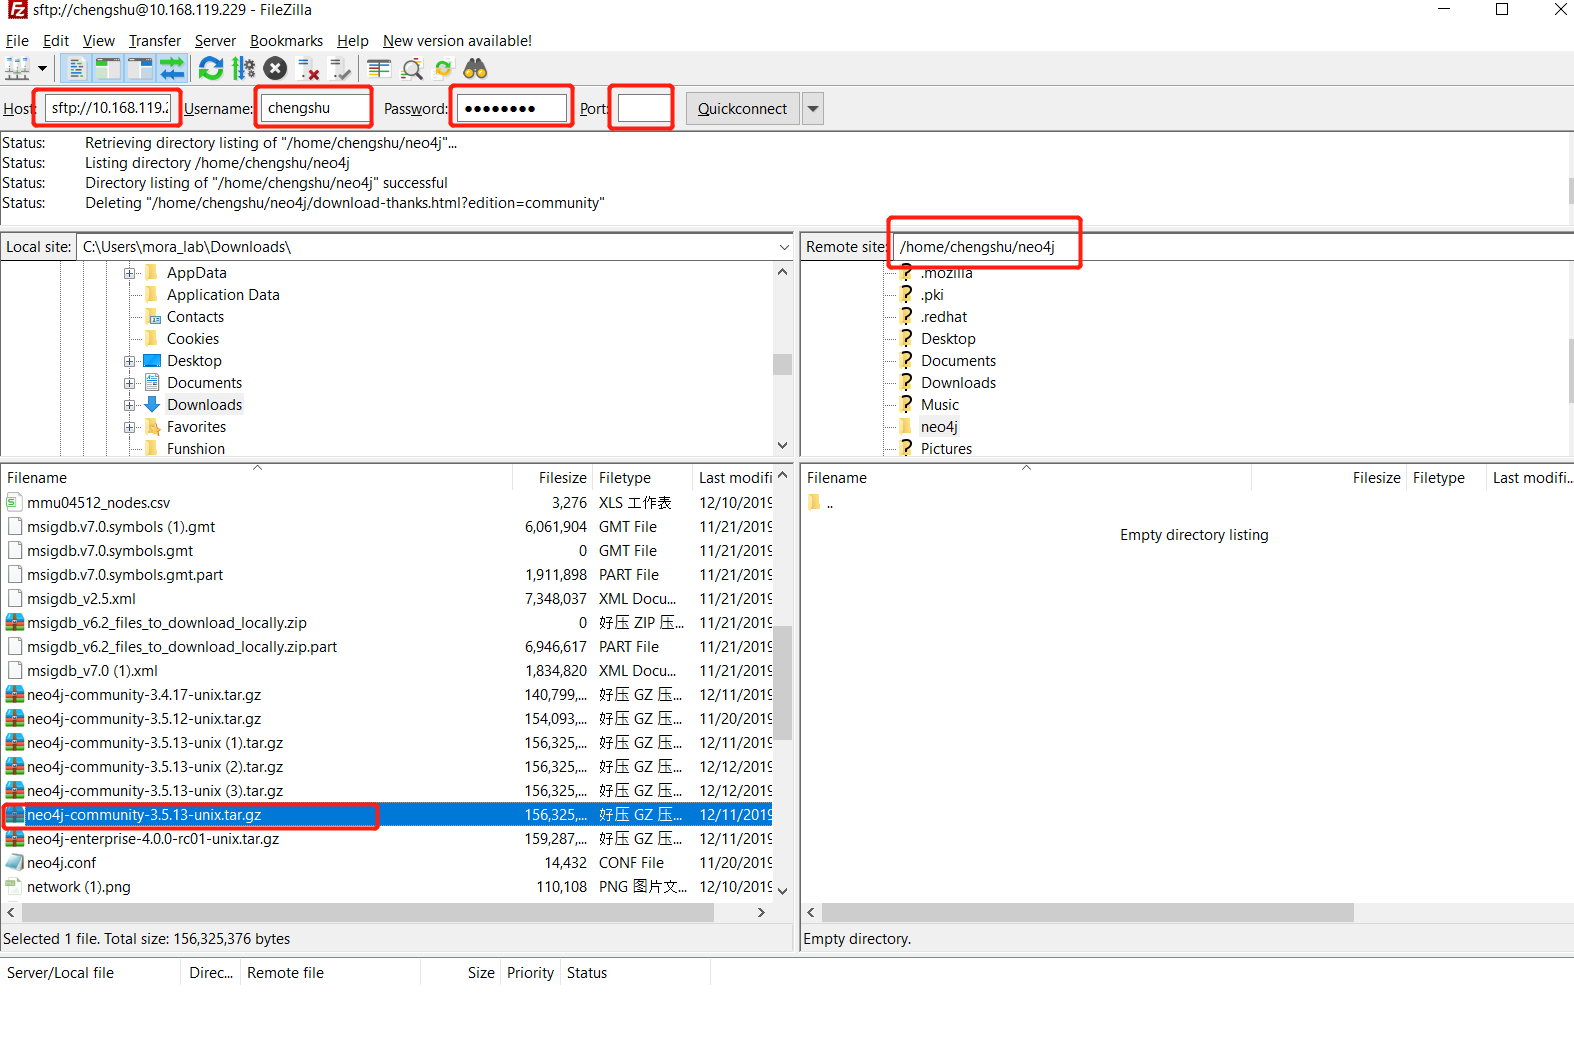 sftp://chengshu@10.168.119.229 - FileZilla
File Edit View Transfer Server Bookmarks Help New version available!
Host: sftp://10.168.119.2 Username: chengshu Password: ●●●●●●●● Port: Quickconnect
Status: Retrieving directory listing of "/home/chengshu/neo4j"...
Status: Listing directory /home/chengshu/neo4j
Status: Directory listing of "/home/chengshu/neo4j" successful
Status: Deleting "/home/chengshu/neo4j/download-thanks.html?edition=community"
Local site: C:\Users\mora_lab\Downloads\
AppData
Application Data
Contacts
Cookies
Desktop
Documents
Downloads
Favorites
Funshion
Remote site: /home/chengshu/neo4j
.mozilla
.pki
.redhat
Desktop
Documents
Downloads
Music
neo4j
Pictures
Filename Filesize Filetype Last modifi
mmu04512_nodes.csv 3,276 XLS 工作表 12/10/2019
msigdb.v7.0.symbols (1).gmt 6,061,904 GMT File 11/21/2019
msigdb.v7.0.symbols.gmt 0 GMT File 11/21/2019
msigdb.v7.0.symbols.gmt.part 1,911,898 PART File 11/21/2019
msigdb_v2.5.xml 7,348,037 XML Docu... 11/21/2019
msigdb_v6.2_files_to_download_locally.zip 0 好压 ZIP 压... 11/21/2019
msigdb_v6.2_files_to_download_locally.zip.part 6,946,617 PART File 11/21/2019
msigdb_v7.0 (1).xml 1,834,820 XML Docu... 11/21/2019
neo4j-community-3.4.17-unix.tar.gz 140,799,... 好压 GZ 压... 12/11/2019
neo4j-community-3.5.12-unix.tar.gz 154,093,... 好压 GZ 压... 11/20/2019
neo4j-community-3.5.13-unix (1).tar.gz 156,325,... 好压 GZ 压... 12/11/2019
neo4j-community-3.5.13-unix (2).tar.gz 156,325,... 好压 GZ 压... 12/12/2019
neo4j-community-3.5.13-unix (3).tar.gz 156,325,... 好压 GZ 压... 12/12/2019
neo4j-community-3.5.13-unix.tar.gz 156,325,... 好压 GZ 压... 12/11/2019
neo4j-enterprise-4.0.0-rc01-unix.tar.gz 159,287,... 好压 GZ 压... 12/11/2019
neo4j.conf 14,432 CONF File 11/20/2019
network (1).png 110,108 PNG 图片文... 12/10/2019
Selected 1 file. Total size: 156,325,376 bytes
Filename Filesize Filetype Last modifi...
..
Empty directory listing
Empty directory.
Server/Local file Direc... Remote file Size Priority Status